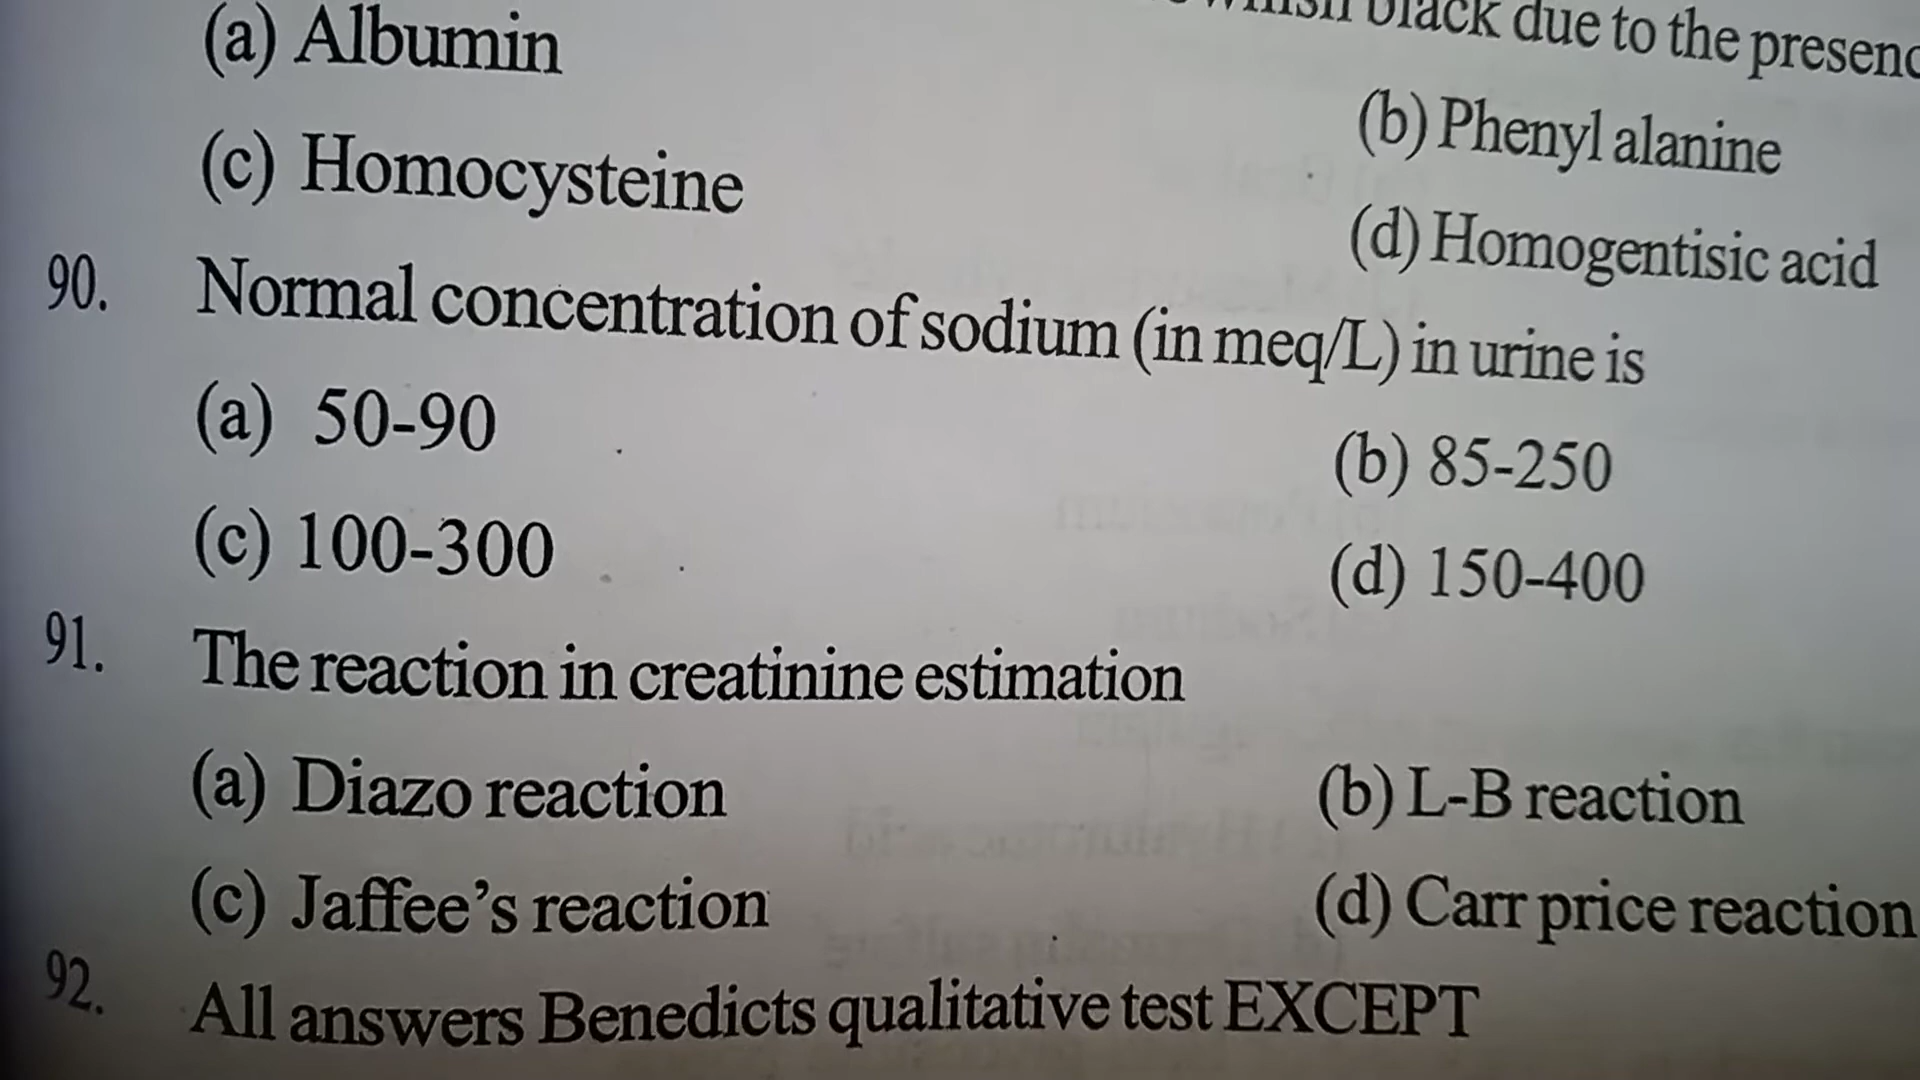 black due to the
(a) Albumin
(b) Phenyl alanine
(c) Homocysteine
(d) Homogentisic acid
90. Normal concentration of sodium (in meq/L) in urine is
(a) 50-90
(b) 85-250
(c) 100-300
(d) 150-400
91. The reaction in creatinine estimation
(a) Diazo reaction
(b) L-B reaction
(c) Jaffee's reaction
(d) Carr price reaction
92. All answers Benedicts qualitative test EXCEPT